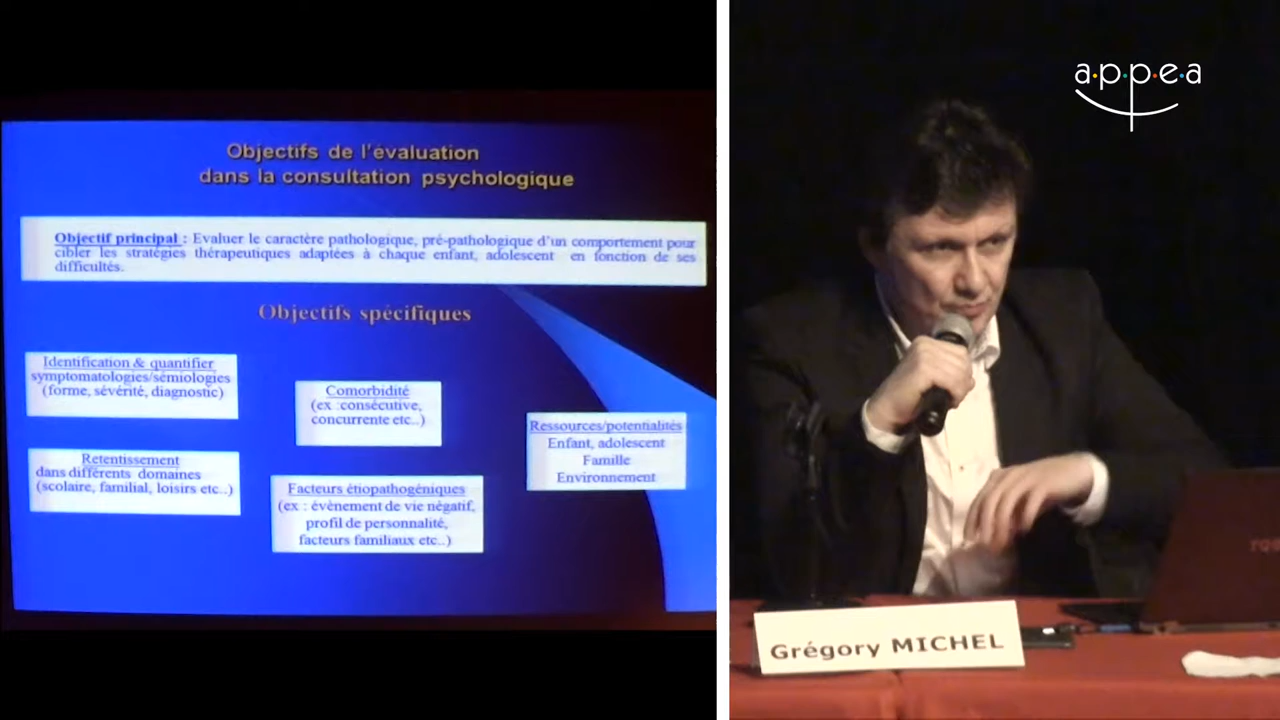 Objectifs de l'évaluation
dans la consultation psychologique
Objectif principal : Evaluer le caractère pathologique, pré-pathologique d'un comportement pour
cibler les stratégies thérapeutiques adaptées à chaque enfant, adolescent en fonction de ses
difficultés.
Objectifs spécifiques
Identification & quantifier
symptomatologies/sémiologies
(forme, sévérité, diagnostic)
Retentissement
dans différents domaines
(scolaire, familial, loisirs etc..)
Comorbidité
(ex :consécutive,
concurrente etc..)
Facteurs étiopathogéniques
(ex : évènement de vie négatif,
profil de personnalité,
facteurs familiaux etc..)
Ressources/potentialités
Enfant, adolescent
Famille
Environnement
a·p·p·e·a
Grégory MICHEL